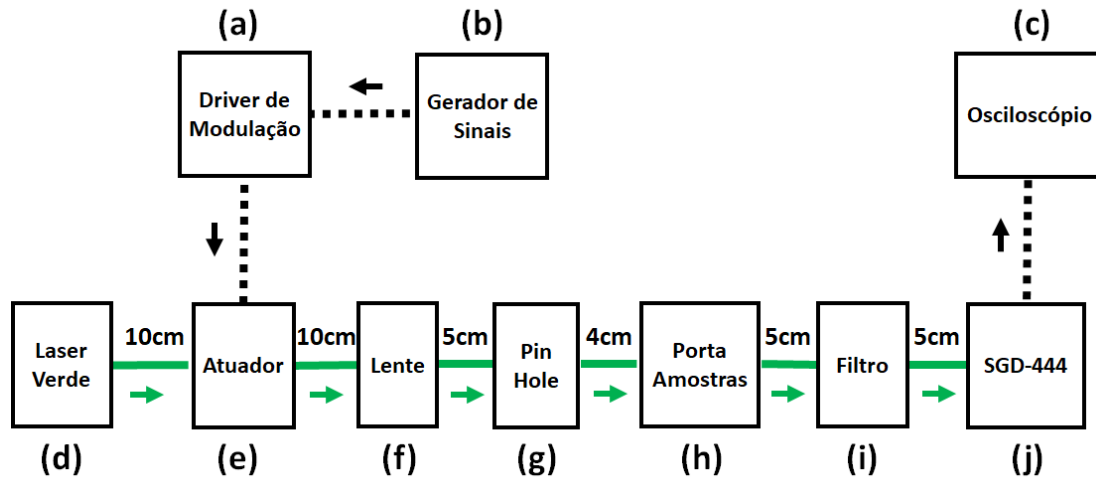 (a)
(b)
(c)
Driver de
Modulação
Gerador de
Sinais
Osciloscópio
10cm
10cm
5cm
4cm
5cm
5cm
Laser
Verde
Atuador
Lente
Pin
Hole
Porta
Amostras
Filtro
SGD-444
(d)
(e)
(f)
(g)
(h)
(i)
(j)